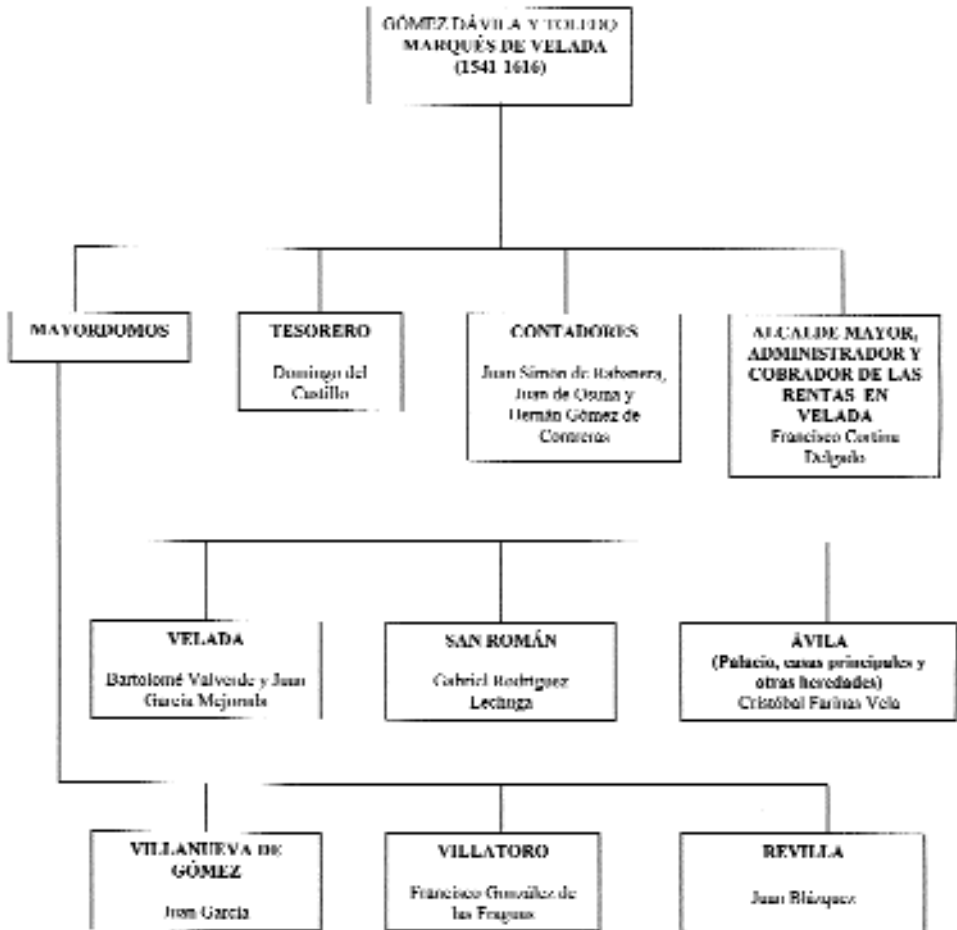 GÓMEZ DÁVILA Y TOLEDO
MARQUÉS DE VELADA
(1541 1616)
MAYORDOMOS
TESORERO
Domingo del
Castillo
CONTADORES
Juan Simón de Rabanera,
Juan de Osuna y
Hernán Gómez de
Contreras
ALCALDE MAYOR,
ADMINISTRADOR Y
COBRADOR DE LAS
RENTAS EN
VELADA
Francisco
Delgado
VELADA
Bartolomé Valverde y Juan
García
SAN ROMÁN
Gabriel Rodríguez
Lechuga
ÁVILA
(Palacio, casas principales y
otras heredades)
Cristóbal Farinas Vela
VILLANUEVA DE
GÓMEZ
Juan García
VILLATORO
Francisco González de
las Fraguas
REVILLA
Juan Blázquez